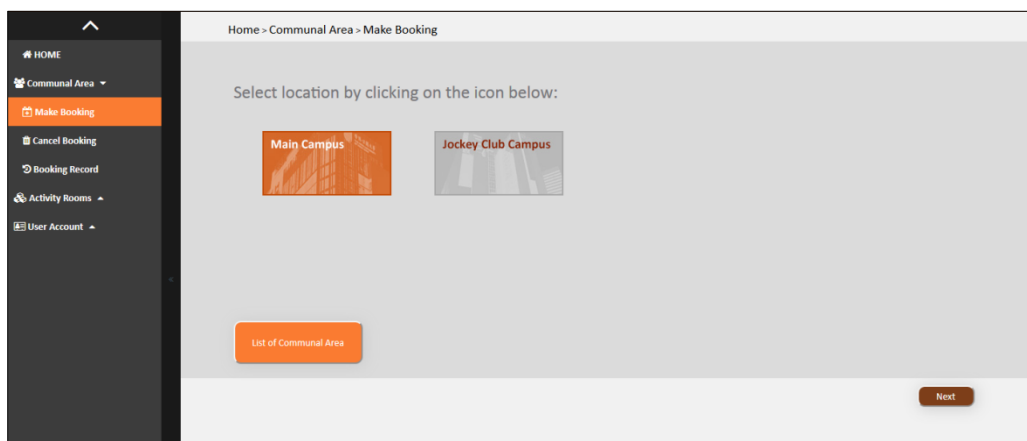 HOME
Communal Area
Make Booking
Cancel Booking
Booking Record
Activity Rooms
User Account
<
Home > Communal Area > Make Booking
Select location by clicking on the icon below:
Main Campus
Jockey Club Campus
List of Communal Area
Next